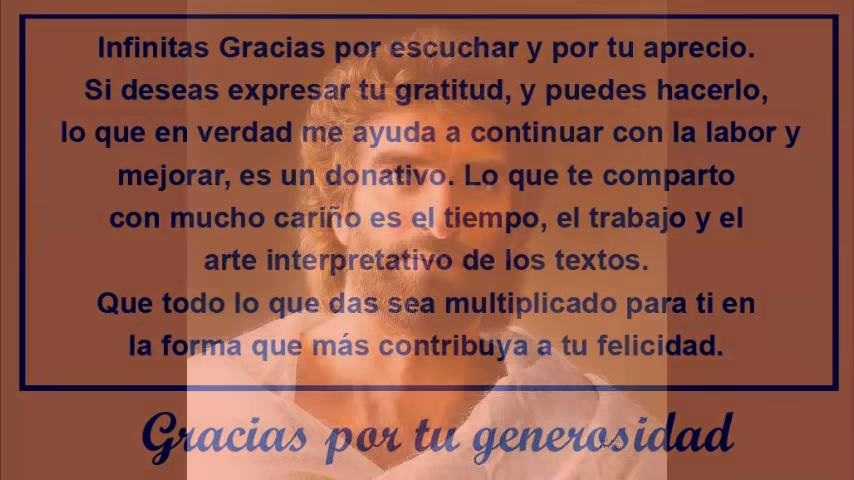 Infinitas Gracias por escuchar y por tu aprecio.
Si deseas expresar tu gratitud, y puedes hacerlo,
lo que en verdad me ayuda a continuar con la labor y
mejorar, es un donativo. Lo que te comparto
con mucho cariño es el tiempo, el trabajo y el
arte interpretativo de los textos.
Que todo lo que das sea multiplicado para ti en
la forma que más contribuya a tu felicidad.
Gracias por tu generosidad